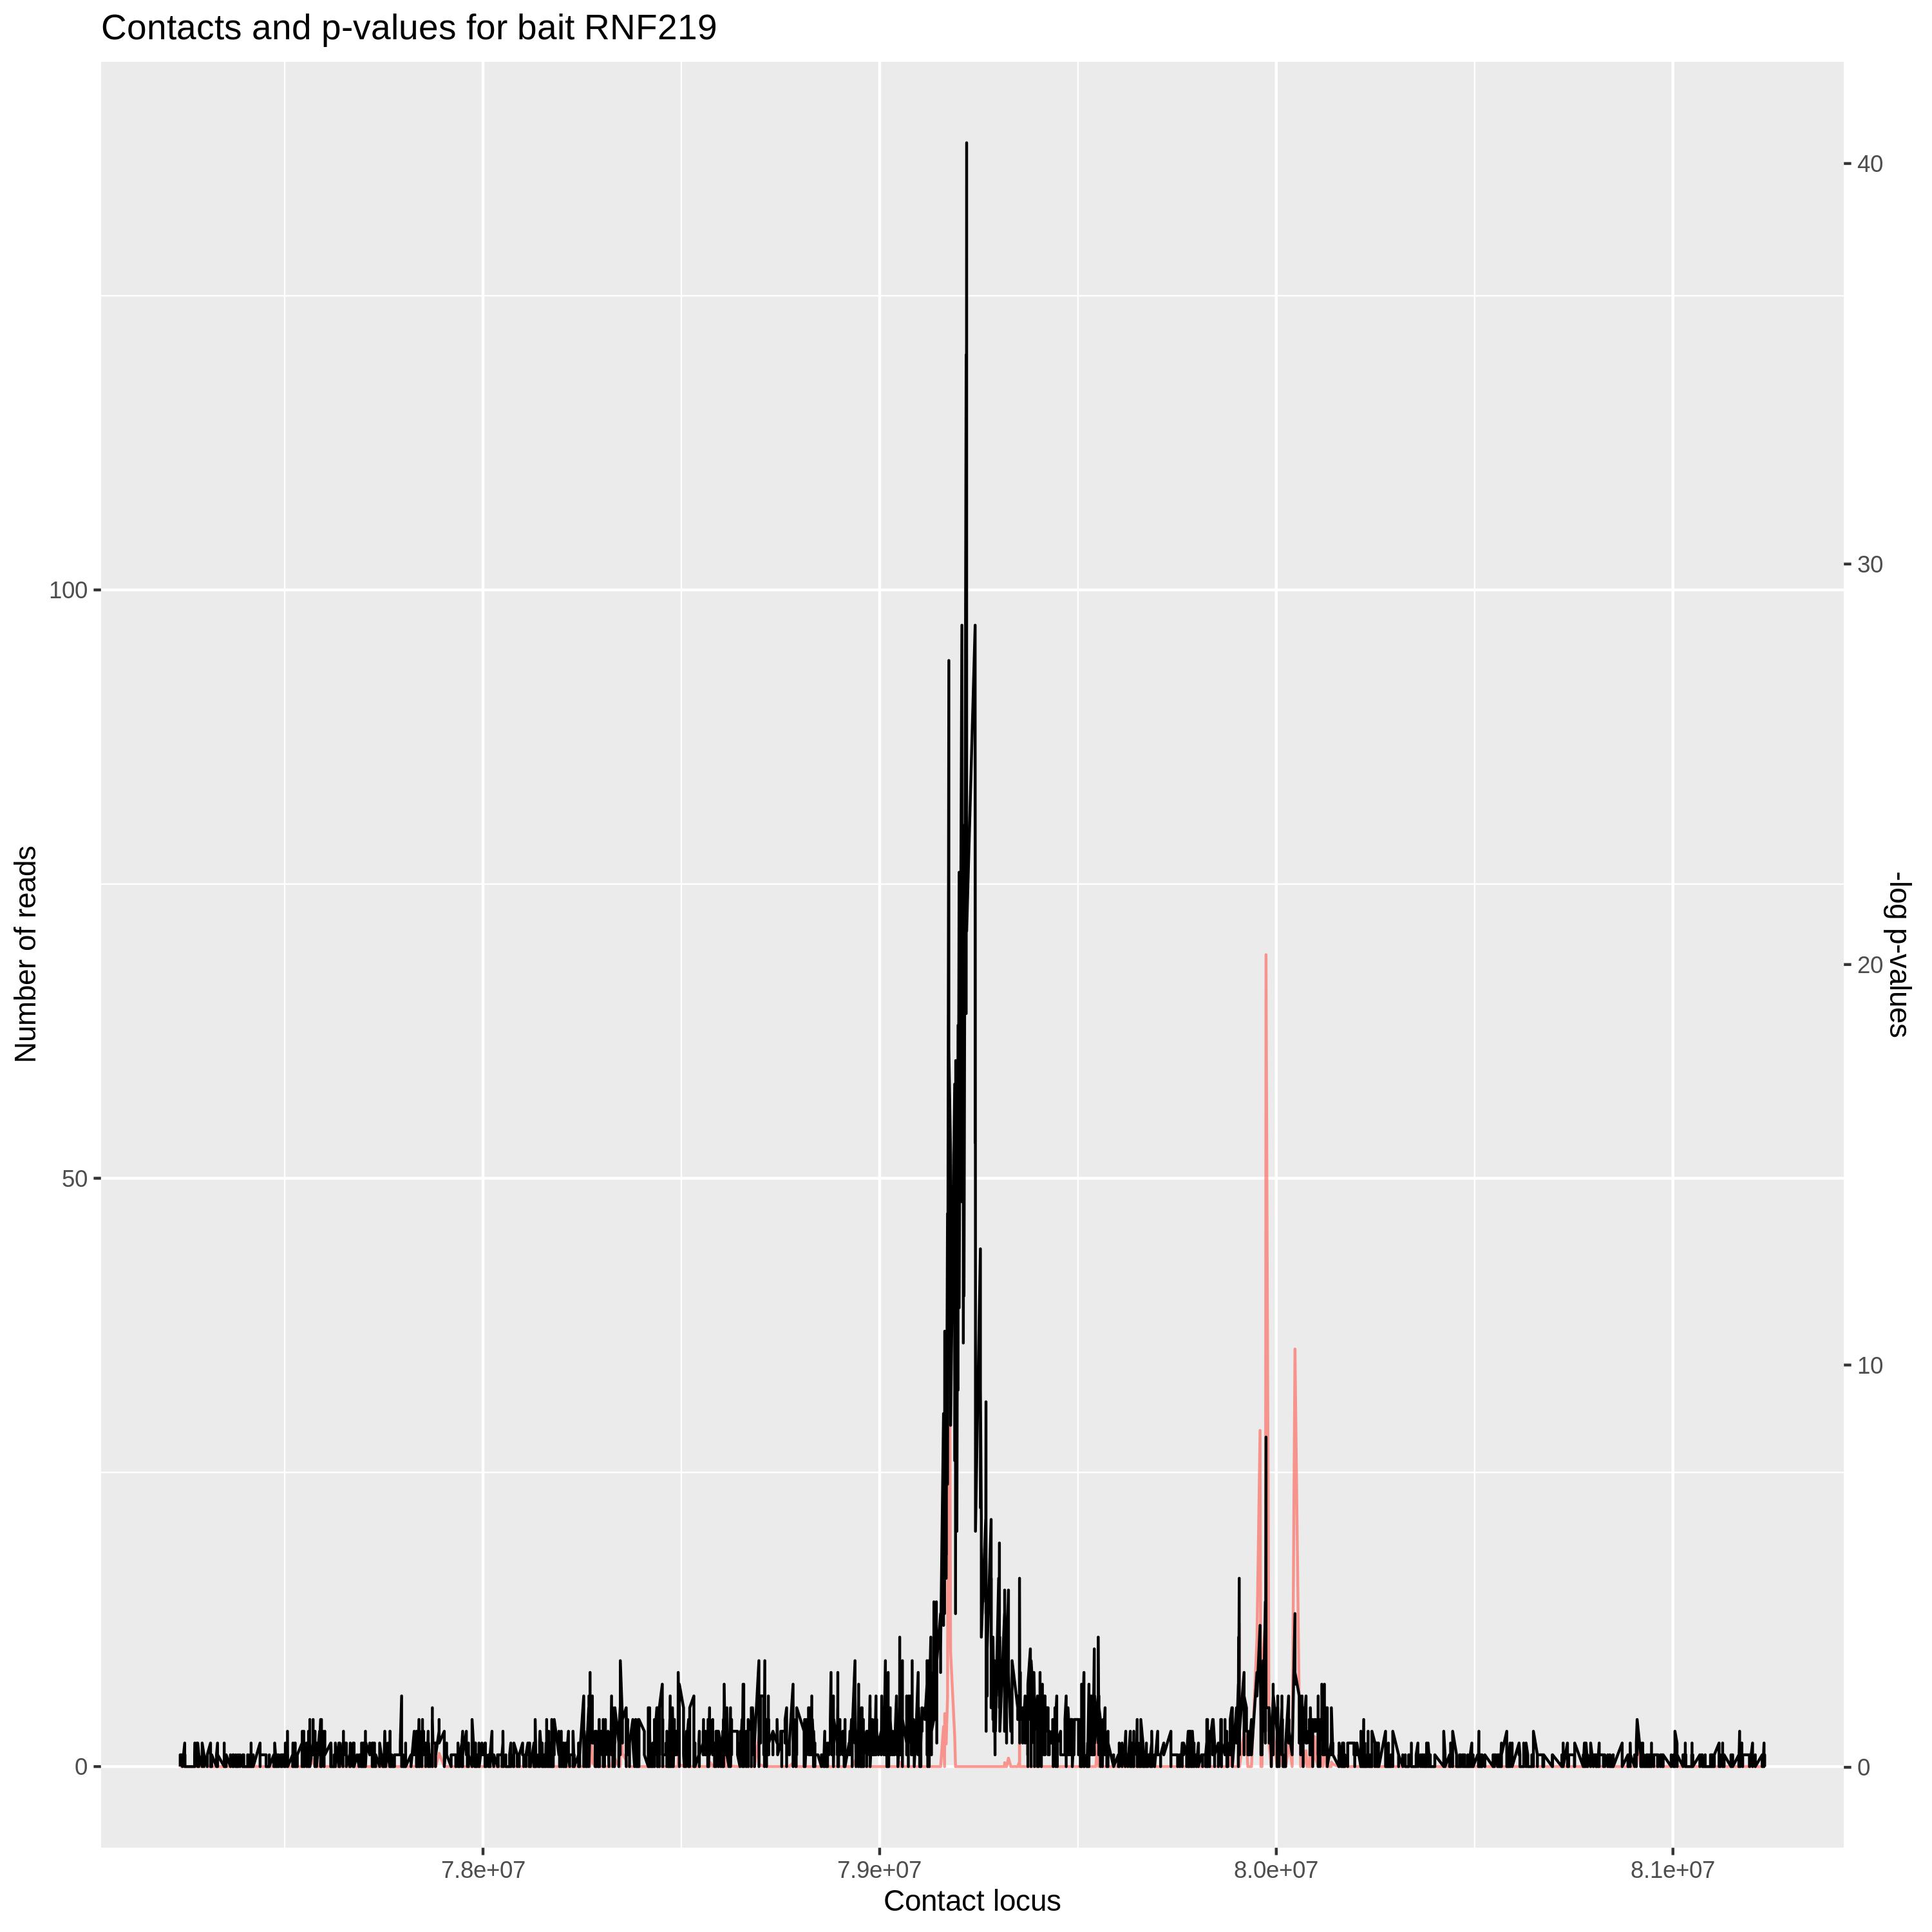 Contacts and p-values for bait RNF219
Number of reads
100
50
0
40
30
20
10
0
-log p-values
7.8e+07 7.9e+07 8.0e+07 8.1e+07
Contact locus